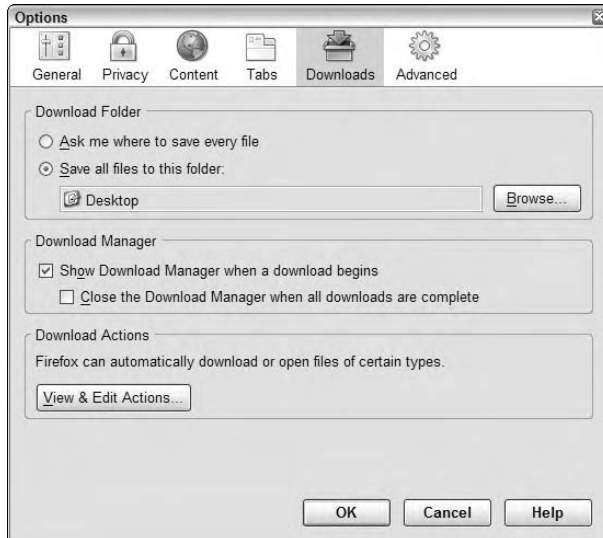 Options
General Privacy Content Tabs Downloads Advanced
Download Folder
Ask me where to save every file
Save all files to this folder:
Desktop Browse...
Download Manager
Show Download Manager when a download begins
Close the Download Manager when all downloads are complete
Download Actions
Firefox can automatically download or open files of certain types.
View & Edit Actions...
OK Cancel Help